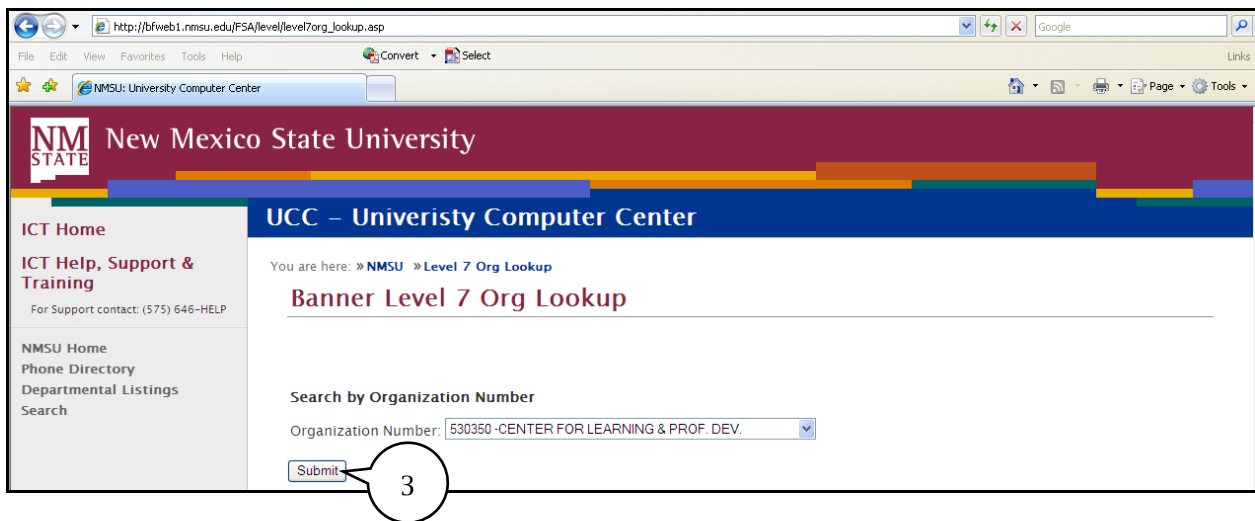 http://bfweb1.nmsu.edu/FSA/level/level7org_lookup.asp
Google
File Edit View Favorites Tools Help
Convert Select
Links
NMSU: University Computer Center
Page Tools
NM
STATE
New Mexico State University
UCC – Univeristy Computer Center
ICT Home
ICT Help, Support &
Training
For Support contact: (575) 646-HELP
NMSU Home
Phone Directory
Departmental Listings
Search
You are here: » NMSU » Level 7 Org Lookup
Banner Level 7 Org Lookup
Search by Organization Number
Organization Number: 530350 -CENTER FOR LEARNING & PROF. DEV.
Submit
3